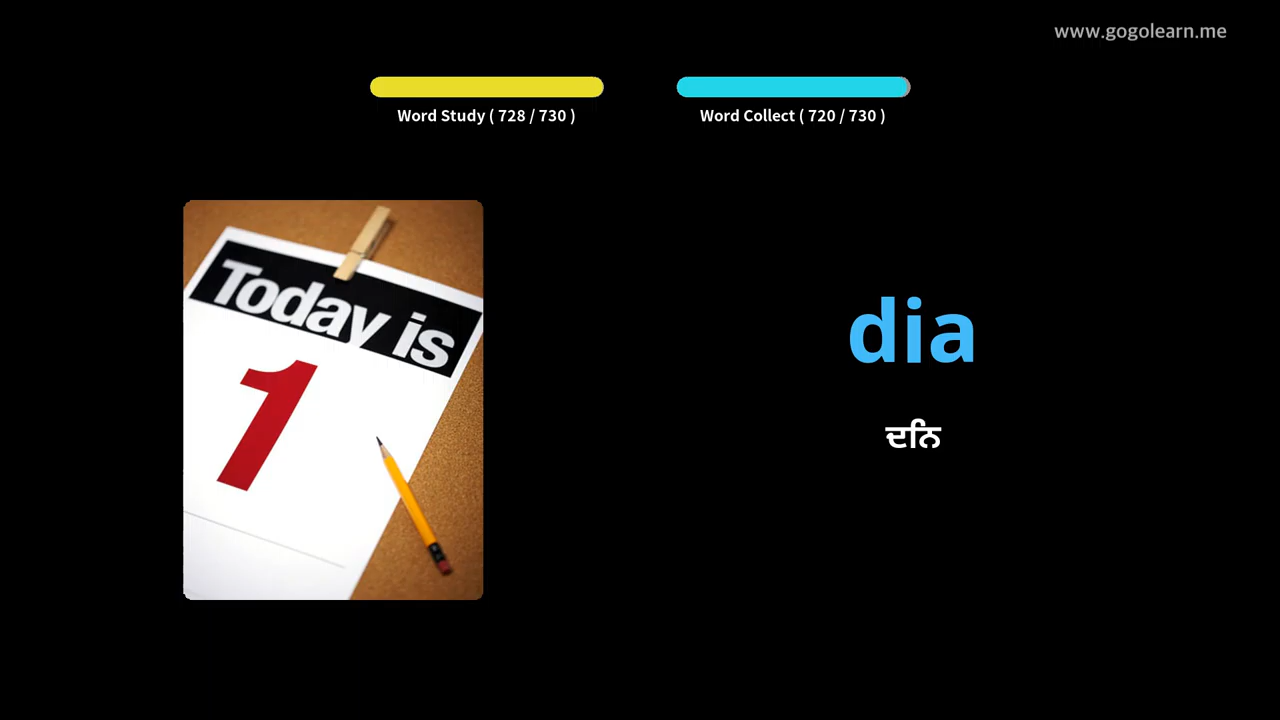 www.gogolearn.me
Word Study ( 728 / 730 )
Word Collect ( 720 / 730 )
Today is
1
dia
ਦਿਨ